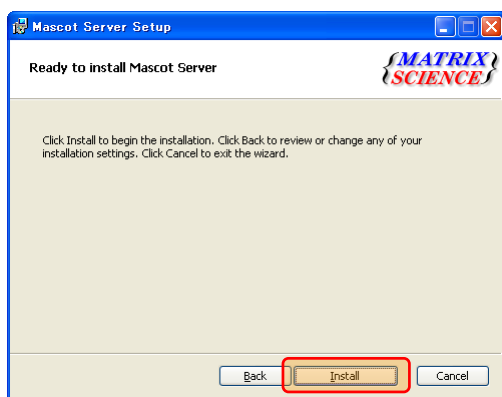 Mascot Server Setup
Ready to install Mascot Server
{MATRIX}
{SCIENCE}
Click Install to begin the installation. Click Back to review or change any of your
installation settings. Click Cancel to exit the wizard.
Back Install Cancel